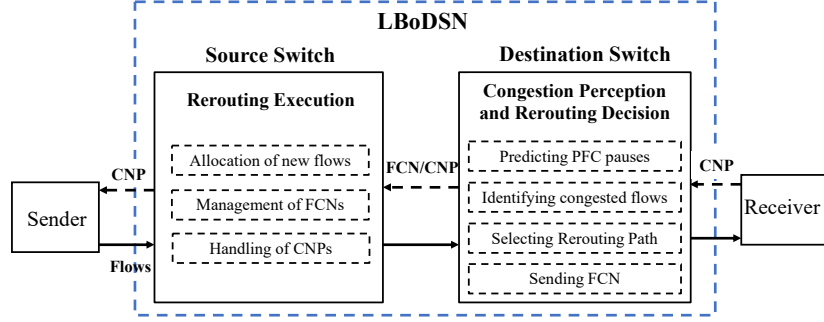 LBoDSN
Source Switch
Destination Switch
Rerouting Execution
Allocation of new flows
Management of FCNs
Handling of CNPs
Congestion Perception
and Rerouting Decision
Predicting PFC pauses
Identifying congested flows
Selecting Rerouting Path
Sending FCN
CNP
FCN/CNP
CNP
Sender
Receiver
Flows